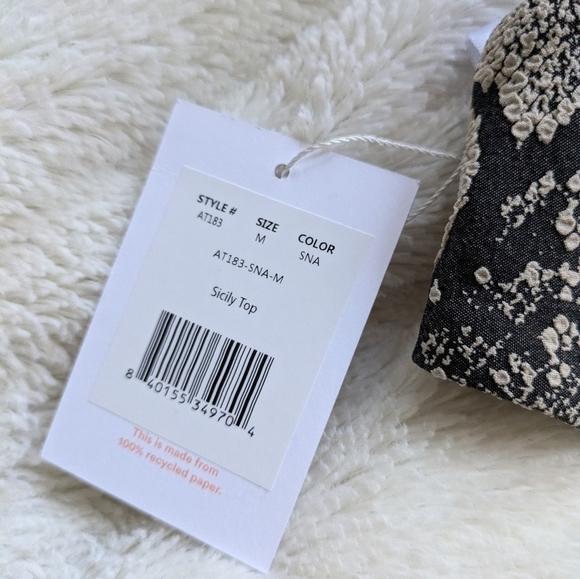 STYLE # SIZE COLOR
AT183 M SNA
AT183-SNA-M
Sicily Top
8 40155 34970 4
This is made from
100% recycled paper.